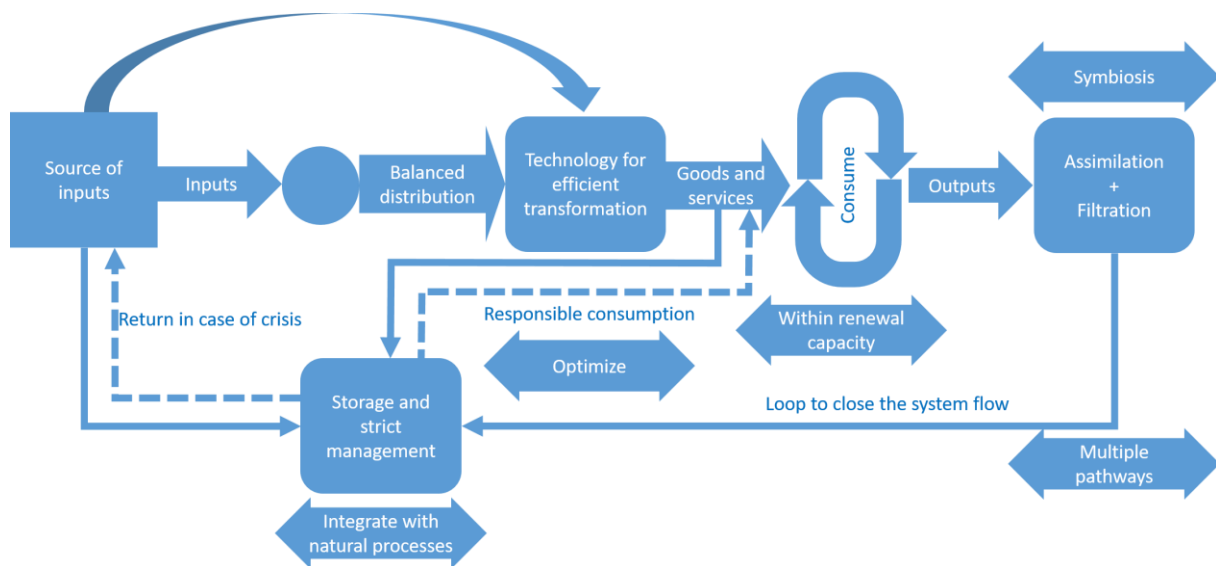 Symbiosis
Source of
inputs
Inputs
Balanced
distribution
Technology for
efficient
transformation
Goods and
services
Consume
Outputs
Assimilation
+
Filtration
Return in case of crisis
Responsible consumption
Within renewal
capacity
Optimize
Storage and
strict
management
Loop to close the system flow
Multiple
pathways
Integrate with
natural processes